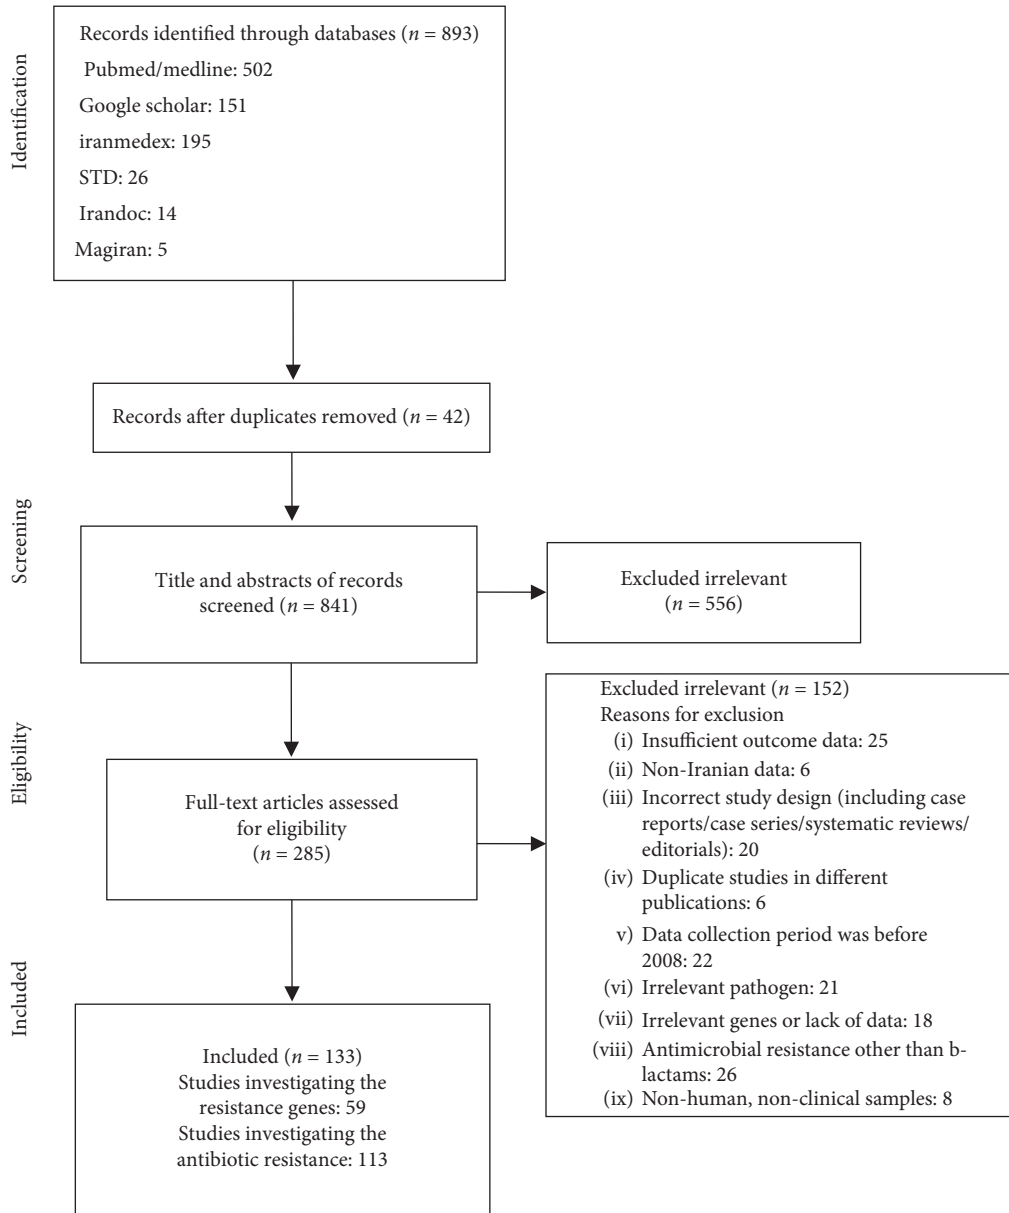 Identification
Records identified through databases (n = 893)
Pubmed/medline: 502
Google scholar: 151
iranmedex: 195
STD: 26
Irandoc: 14
Magiran: 5
Records after duplicates removed (n = 42)
Screening
Title and abstracts of records
screened (n = 841)
Excluded irrelevant
(n = 556)
Eligibility
Full-text articles assessed
for eligibility
(n = 285)
Excluded irrelevant (n = 152)
Reasons for exclusion
(i) Insufficient outcome data: 25
(ii) Non-Iranian data: 6
(iii) Incorrect study design (including case
reports/case series/systematic reviews/
editorials): 20
(iv) Duplicate studies in different
publications: 6
v) Data collection period was before
2008: 22
(vi) Irrelevant pathogen: 21
(vii) Irrelevant genes or lack of data: 18
(viii) Antimicrobial resistance other than b-
lactams: 26
(ix) Non-human, non-clinical samples: 8
Included
Included (n = 133)
Studies investigating the
resistance genes: 59
Studies investigating the
antibiotic resistance: 113